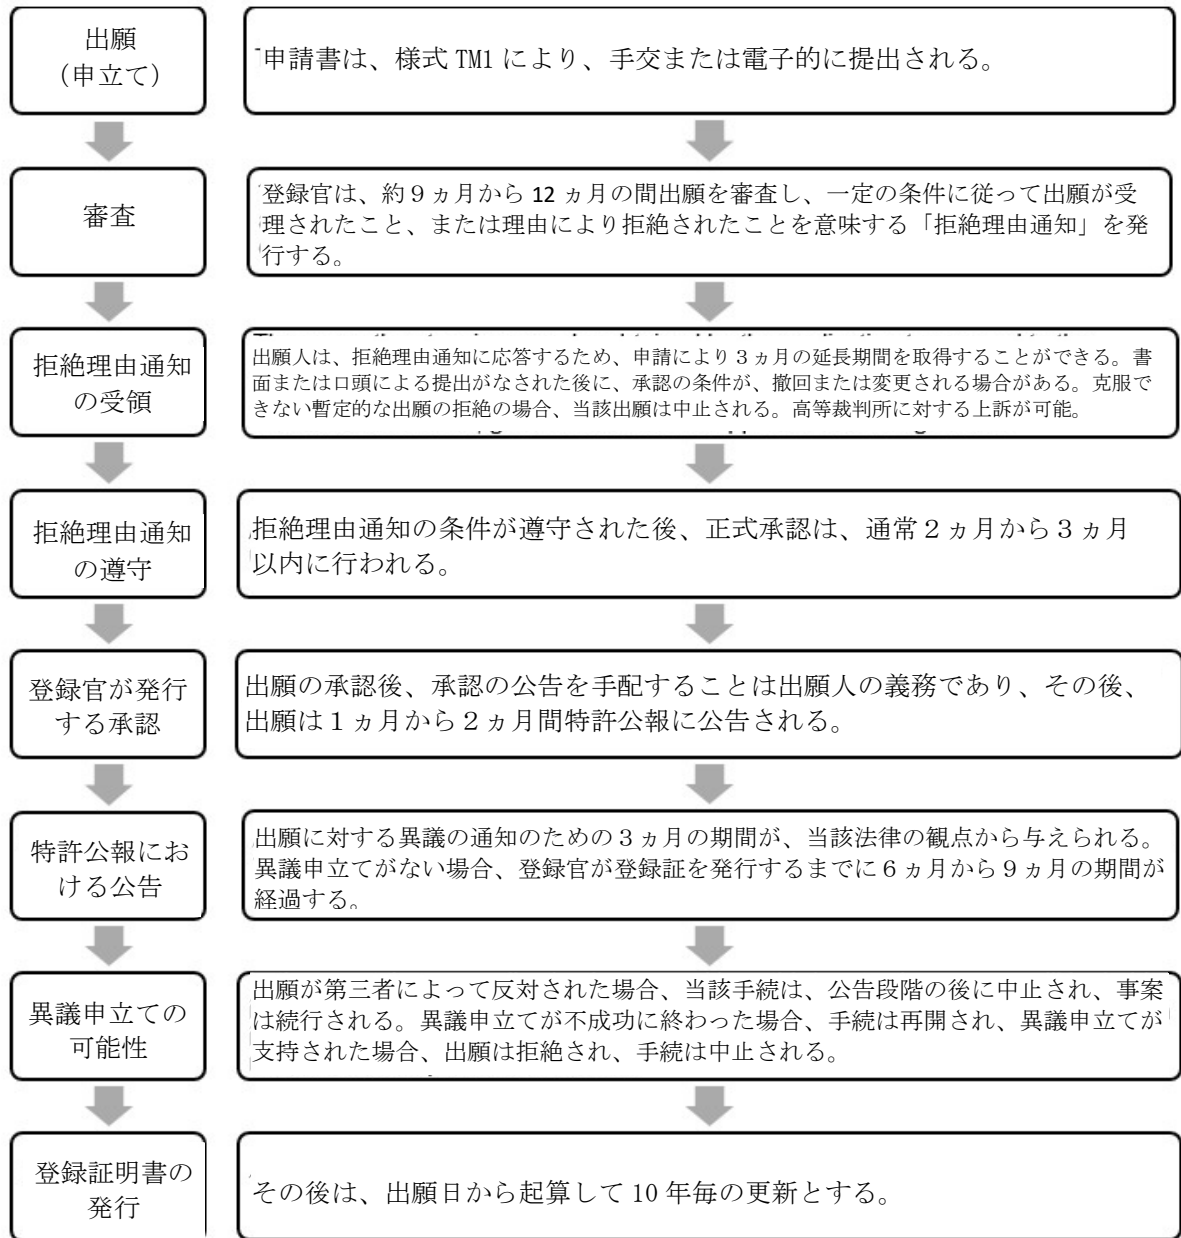 出願
(申立て)
申請書は、様式 TM1 により、手交または電子的に提出される。
審査
登録官は、約９ヵ月から 12 ヵ月の間出願を審査し、一定の条件に従って出願が受
理されたこと、または理由により拒絶されたことを意味する「拒絶理由通知」を発
行する。
拒絶理由通知
の受領
出願人は、拒絶理由通知に応答するため、申請により３ヵ月の延長期間を取得することができる。書
面または口頭による提出がなされた後に、承認の条件が、撤回または変更される場合がある。克服で
きない暫定的な出願の拒絶の場合、当該出願は中止される。高等裁判所に対する上訴が可能。
拒絶理由通知
の遵守
拒絶理由通知の条件が遵守された後、正式承認は、通常２ヵ月から３ヵ月
以内に行われる。
登録官が発行
する承認
出願の承認後、承認の公告を手配することは出願人の義務であり、その後、
出願は１ヵ月から２ヵ月間特許公報に公告される。
特許公報にお
ける公告
出願に対する異議の通知のための３ヵ月の期間が、当該法律の観点から与えられる。
異議申立てがない場合、登録官が登録証を発行するまでに６ヵ月から９ヵ月の期間が
経過する。
異議申立ての
可能性
出願が第三者によって反対された場合、当該手続は、公告段階の後に中止され、事案
は続行される。異議申立てが不成功に終わった場合、手続は再開され、異議申立てが
支持された場合、出願は拒絶され、手続は中止される。
登録証明書の
発行
その後は、出願日から起算して 10 年毎の更新とする。